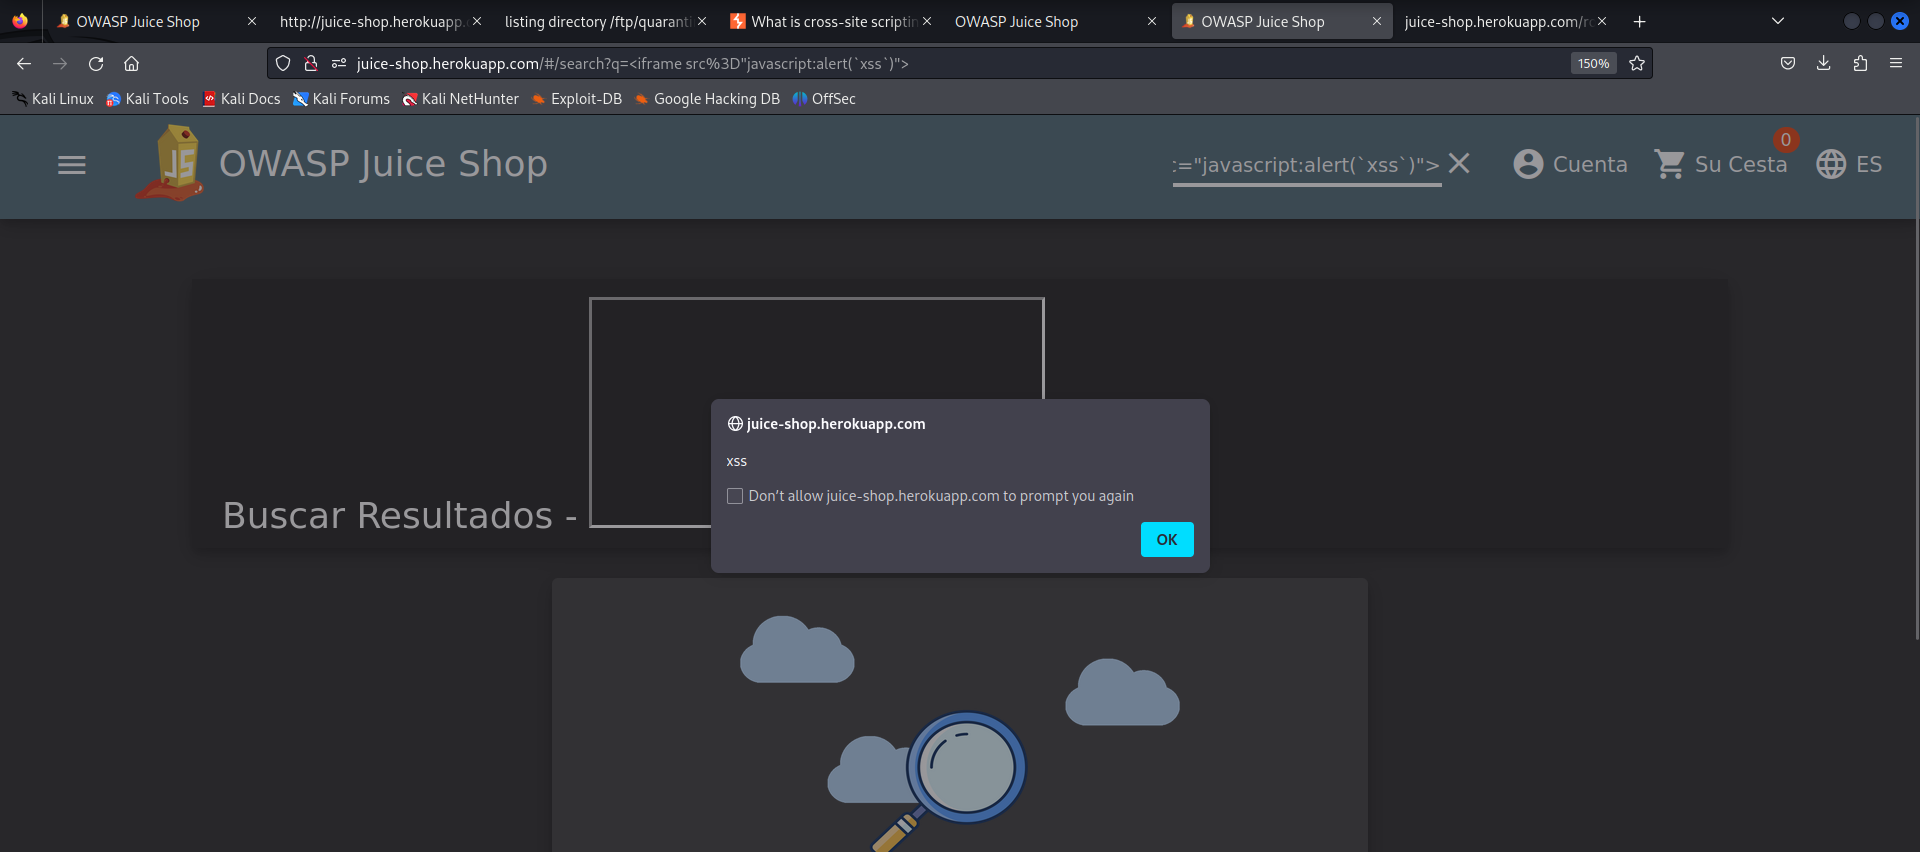 OWASP Juice Shop
http://juice-shop.herokuapp.
listing directory /ftp/quaranti
What is cross-site scriptin
OWASP Juice Shop
OWASP Juice Shop
juice-shop.herokuapp.com/r
juice-shop.herokuapp.com/#/search?q=<iframe src%3D"javascript:alert(`xss`)">
150%
Kali Linux
Kali Tools
Kali Docs
Kali Forums
Kali NetHunter
Exploit-DB
Google Hacking DB
OffSec
JS
OWASP Juice Shop
:="javascript:alert(`xss`)">
Cuenta
0
Su Cesta
ES
Buscar Resultados -
juice-shop.herokuapp.com
xss
Don’t allow juice-shop.herokuapp.com to prompt you again
OK